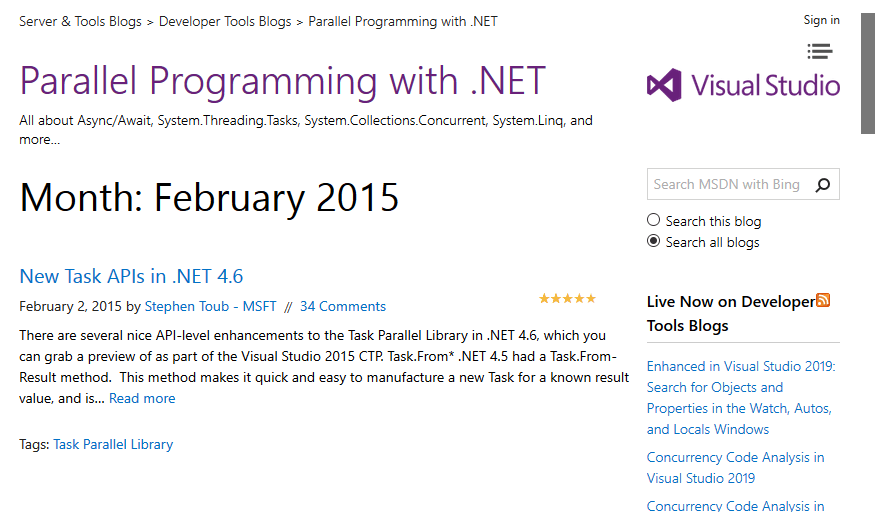 Server & Tools Blogs > Developer Tools Blogs > Parallel Programming with .NET
Sign in
Parallel Programming with .NET
Visual Studio
All about Async/Await, System.Threading.Tasks, System.Collections.Concurrent, System.Linq, and
more...
Month: February 2015
Search MSDN with Bing
Search this blog
Search all blogs
New Task APIs in .NET 4.6
February 2, 2015 by Stephen Toub - MSFT // 34 Comments
There are several nice API-level enhancements to the Task Parallel Library in .NET 4.6, which you
can grab a preview of as part of the Visual Studio 2015 CTP. Task.From* .NET 4.5 had a Task.From-
Result method.  This method makes it quick and easy to manufacture a new Task for a known result
value, and is... Read more
Tags: Task Parallel Library
Live Now on Developer
Tools Blogs
Enhanced in Visual Studio 2019:
Search for Objects and
Properties in the Watch, Autos,
and Locals Windows
Concurrency Code Analysis in
Visual Studio 2019
Concurrency Code Analysis in